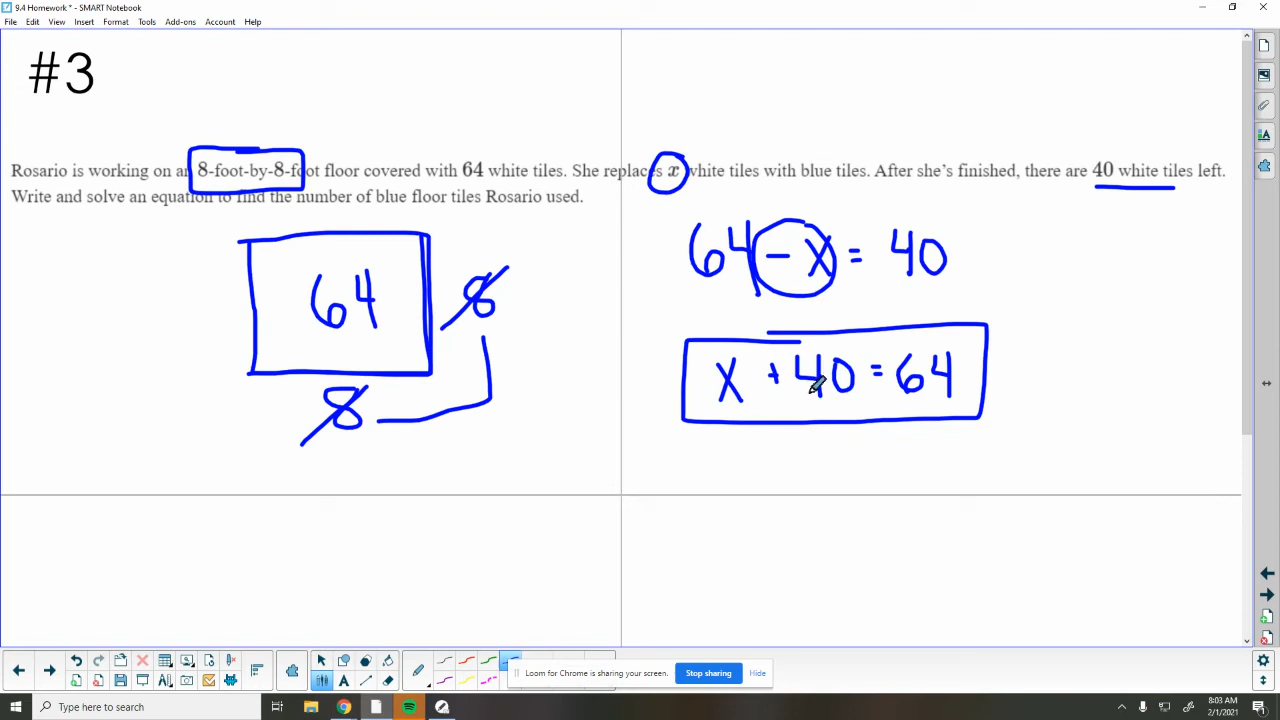 9.4 Homework * - SMART Notebook
File Edit View Insert Format Tools Add-ons Account Help
#3
Rosario is working on an 8-foot-by-8-foot floor covered with 64 white tiles. She replaces x white tiles with blue tiles. After she's finished, there are 40 white tiles left.
Write and solve an equation to find the number of blue floor tiles Rosario used.
64 - x = 40
64
8
8
x + 40 = 64
Loom for Chrome is sharing your screen. Stop sharing Hide
Type here to search
8:03 AM
2/1/2021